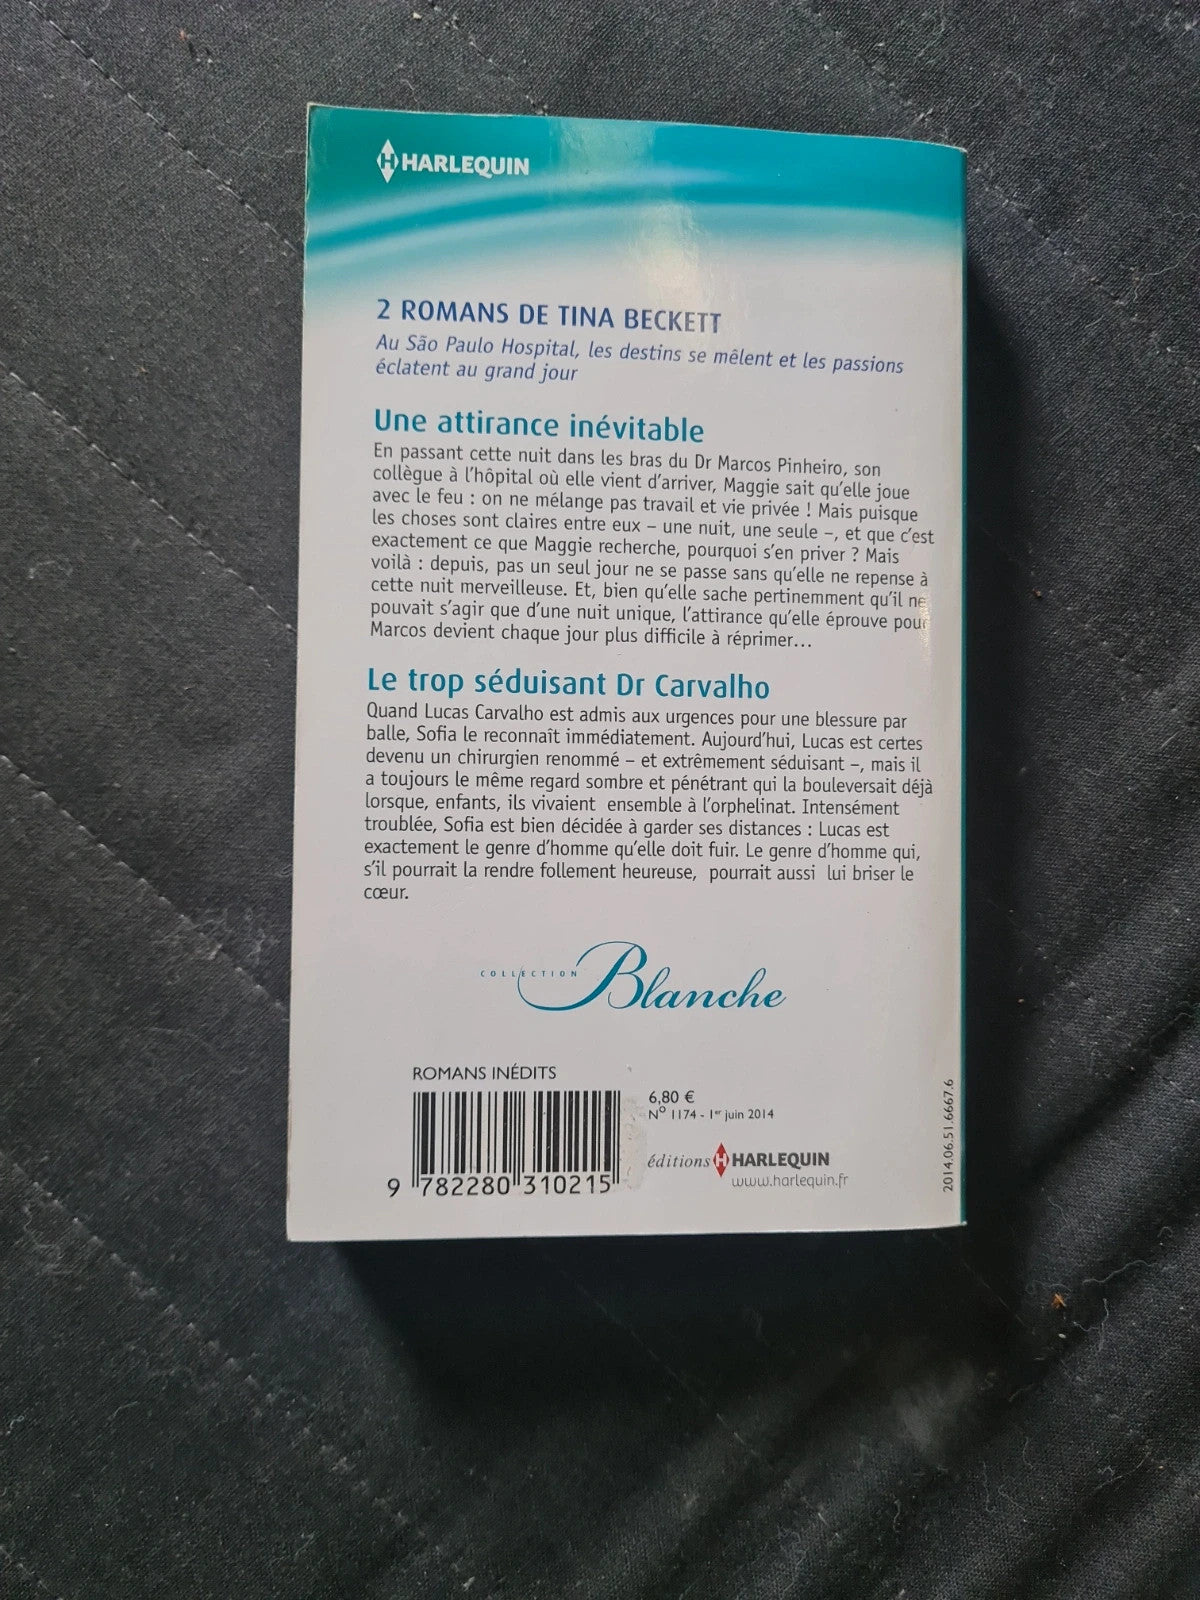 HARLEQUIN
2 ROMANS DE TINA BECKETT
Au São Paulo Hospital, les destins se mêlent et les passions
éclatent au grand jour
Une attirance inévitable
En passant cette nuit dans les bras du Dr Marcos Pinheiro, son
collègue à l'hôpital où elle vient d'arriver, Maggie sait qu'elle joue
avec le feu : on ne mélange pas travail et vie privée ! Mais puisque
les choses sont claires entre eux – une nuit, une seule –, et que c'est
exactement ce que Maggie recherche, pourquoi s'en priver ? Mais
voilà : depuis, pas un seul jour ne se passe sans qu'elle ne repense à
cette nuit merveilleuse. Et, bien qu'elle sache pertinemment qu'il ne
pouvait s'agir que d'une nuit unique, l'attirance qu'elle éprouve pour
Marcos devient chaque jour plus difficile à réprimer...
Le trop séduisant Dr Carvalho
Quand Lucas Carvalho est admis aux urgences pour une blessure par
balle, Sofia le reconnaît immédiatement. Aujourd'hui, Lucas est certes
devenu un chirurgien renommé – et extrêmement séduisant –, mais il
a toujours le même regard sombre et pénétrant qui la bouleversait déjà
lorsque, enfants, ils vivaient ensemble à l'orphelinat. Intensément
troublée, Sofia est bien décidée à garder ses distances : Lucas est
exactement le genre d'homme qu'elle doit fuir. Le genre d'homme qui,
s'il pourrait la rendre follement heureuse, pourrait aussi lui briser le
cœur.
COLLECTION Blanche
ROMANS INÉDITS
6,80 €
N° 1174 - 1er juin 2014
éditions HARLEQUIN
www.harlequin.fr
9 782280 310215
2014.06.51.6667.6